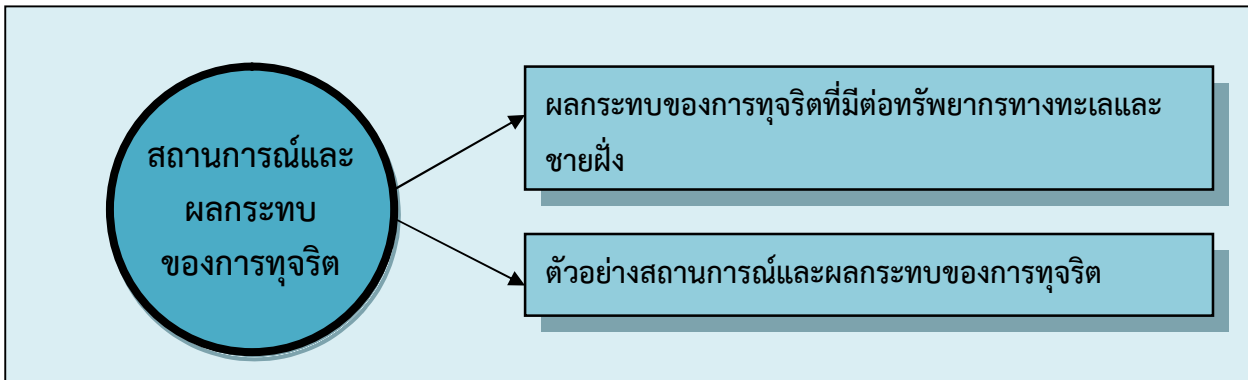 สถานการณ์และ
ผลกระทบ
ของการทุจริต
ผลกระทบของการทุจริตที่มีต่อทรัพยากรทางทะเลและ
ชายฝั่ง
ตัวอย่างสถานการณ์และผลกระทบของการทุจริต